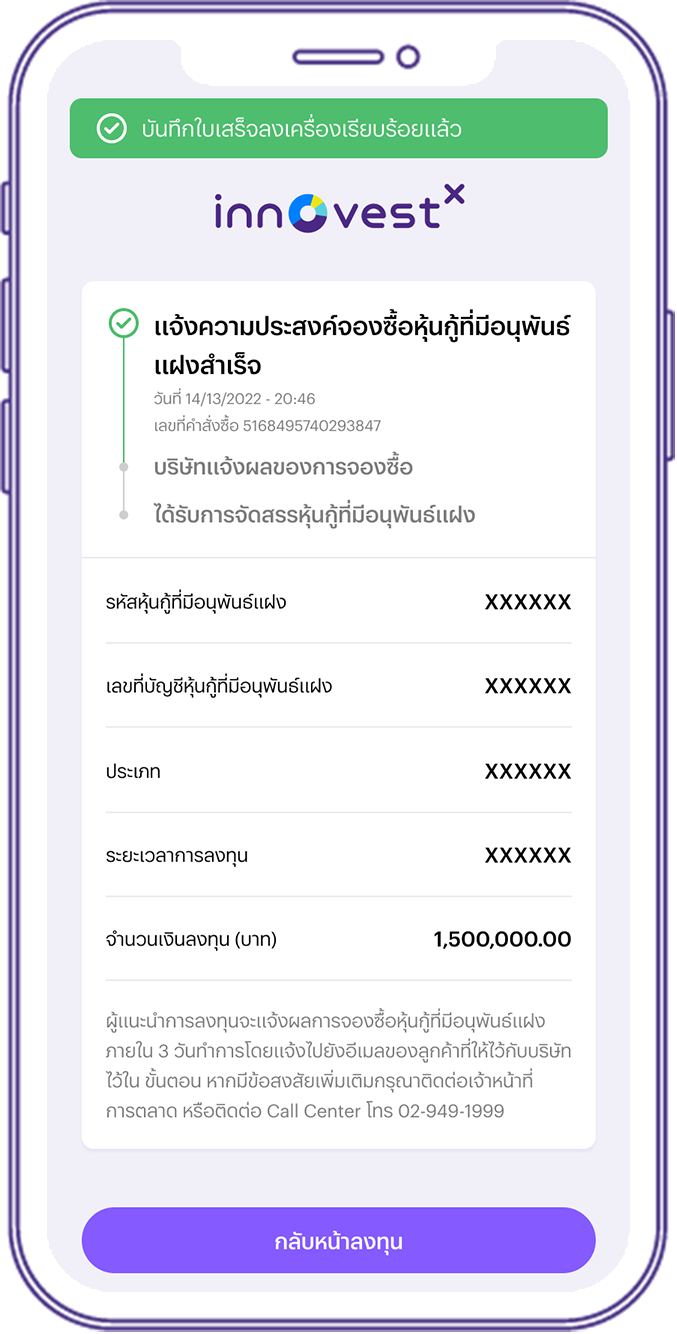 บันทึกใบเสร็จลงเครื่องเรียบร้อยแล้ว
innovestx
แจ้งความประสงค์จองซื้อหุ้นกู้ที่มีอนุพันธ์
แฝงสำเร็จ
วันที่ 14/13/2022 - 20:46
เลขที่คำสั่งซื้อ 5168495740293847
บริษัทแจ้งผลของการจองซื้อ
ได้รับการจัดสรรหุ้นกู้ที่มีอนุพันธ์แฝง
รหัสหุ้นกู้ที่มีอนุพันธ์แฝง XXXXXX
เลขที่บัญชีหุ้นกู้ที่มีอนุพันธ์แฝง XXXXXX
ประเภท XXXXXX
ระยะเวลาการลงทุน XXXXXX
จำนวนเงินลงทุน (บาท) 1,500,000.00
ผู้แนะนำการลงทุนจะแจ้งผลการจองซื้อหุ้นกู้ที่มีอนุพันธ์แฝง
ภายใน 3 วันทำการโดยแจ้งไปยังอีเมลของลูกค้าที่ให้ไว้กับบริษัท
ไว้ใน ขั้นตอน หากมีข้อสงสัยเพิ่มเติมกรุณาติดต่อเจ้าหน้าที่
การตลาด หรือติดต่อ Call Center โทร 02-949-1999
กลับหน้าลงทุน